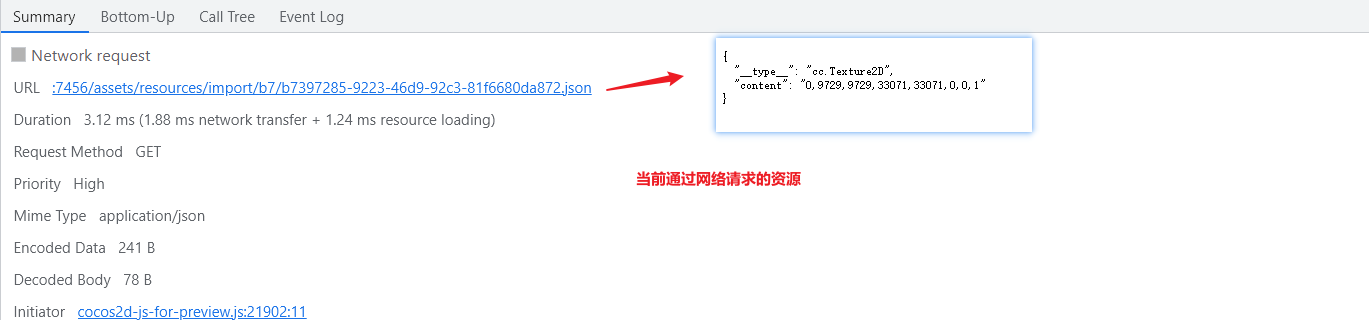 Summary Bottom-Up Call Tree Event Log
Network request
URL :7456/assets/resources/import/b7/b7397285-9223-46d9-92c3-81f6680da872.json
{
"__type__": "cc.Texture2D",
"content": "0,9729,9729,33071,33071,0,0,1"
}
Duration 3.12 ms (1.88 ms network transfer + 1.24 ms resource loading)
Request Method GET
当前通过网络请求的资源
Priority High
Mime Type application/json
Encoded Data 241 B
Decoded Body 78 B
Initiator cocos2d-js-for-preview.js:21902:11